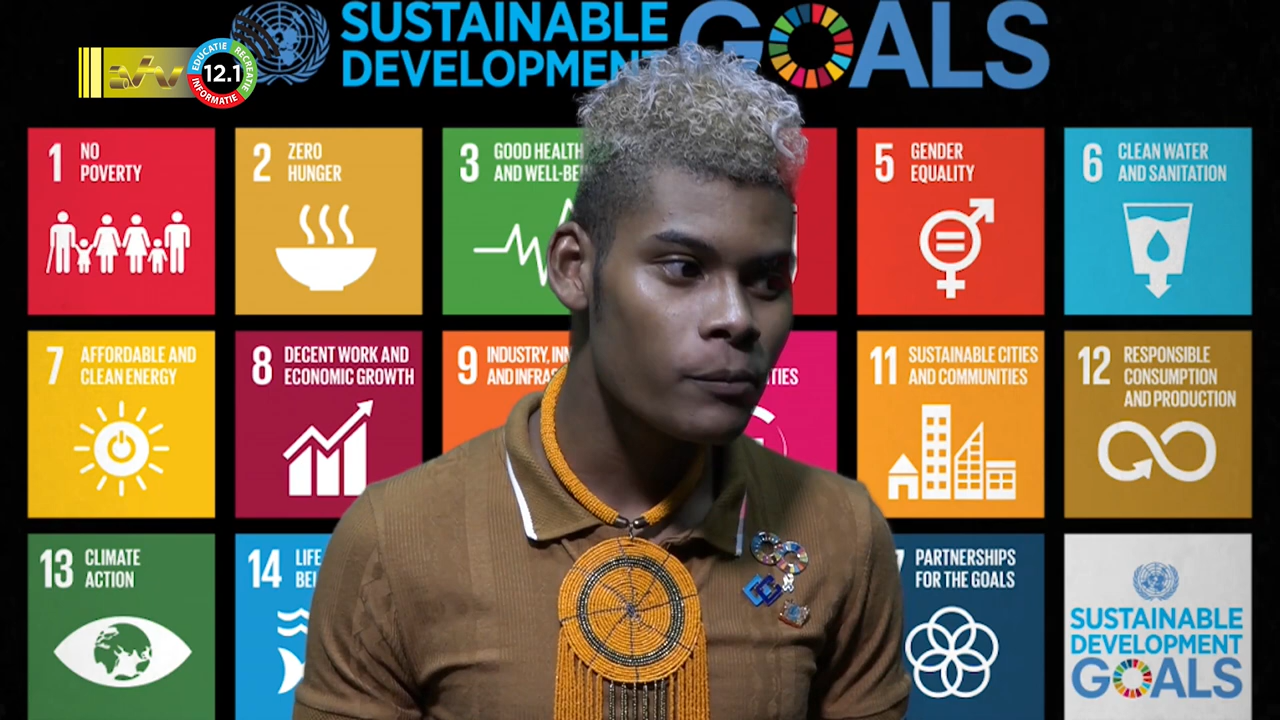 SUSTAINABLE
DEVELOPMEN
GOALS
EDUCATIE
RECREATIE
INFORMATIE
12.1
1 NO
POVERTY
2 ZERO
HUNGER
3 GOOD HEALTH
AND WELL-BE
5 GENDER
EQUALITY
6 CLEAN WATER
AND SANITATION
7 AFFORDABLE AND
CLEAN ENERGY
8 DECENT WORK AND
ECONOMIC GROWTH
9 INDUSTRY, INN
AND INFRAS
TIES
11 SUSTAINABLE CITIES
AND COMMUNITIES
12 RESPONSIBLE
CONSUMPTION
AND PRODUCTION
13 CLIMATE
ACTION
14 LIFE
BEL
7 PARTNERSHIPS
FOR THE GOALS
SUSTAINABLE
DEVELOPMENT
GOALS